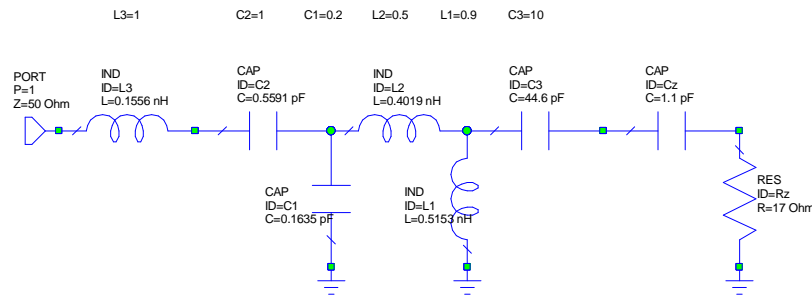 L3=1 C2=1 C1=0.2 L2=0.5 L1=0.9 C3=10
PORT
P=1
Z=50 Ohm
IND
ID=L3
L=0.1556 nH
CAP
ID=C2
C=0.5591 pF
IND
ID=L2
L=0.4019 nH
CAP
ID=C3
C=44.6 pF
CAP
ID=Cz
C=1.1 pF
CAP
ID=C1
C=0.1635 pF
IND
ID=L1
L=0.5153 nH
RES
ID=Rz
R=17 Ohm